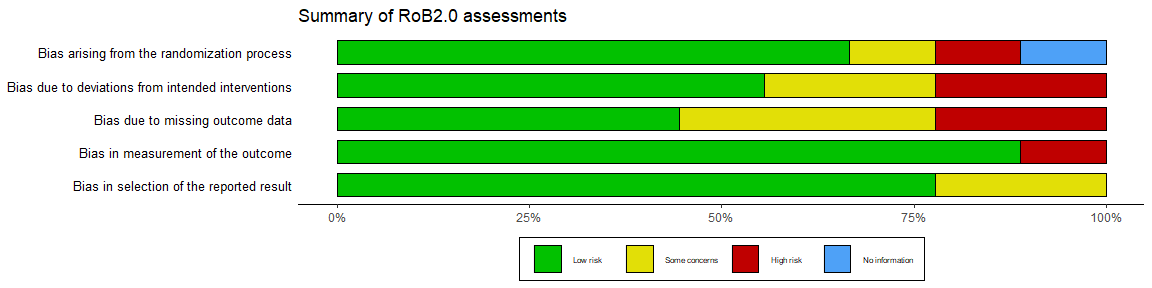 Summary of RoB2.0 assessments
Bias arising from the randomization process
Bias due to deviations from intended interventions
Bias due to missing outcome data
Bias in measurement of the outcome
Bias in selection of the reported result
0% 25% 50% 75% 100%
Low risk Some concerns High risk No information